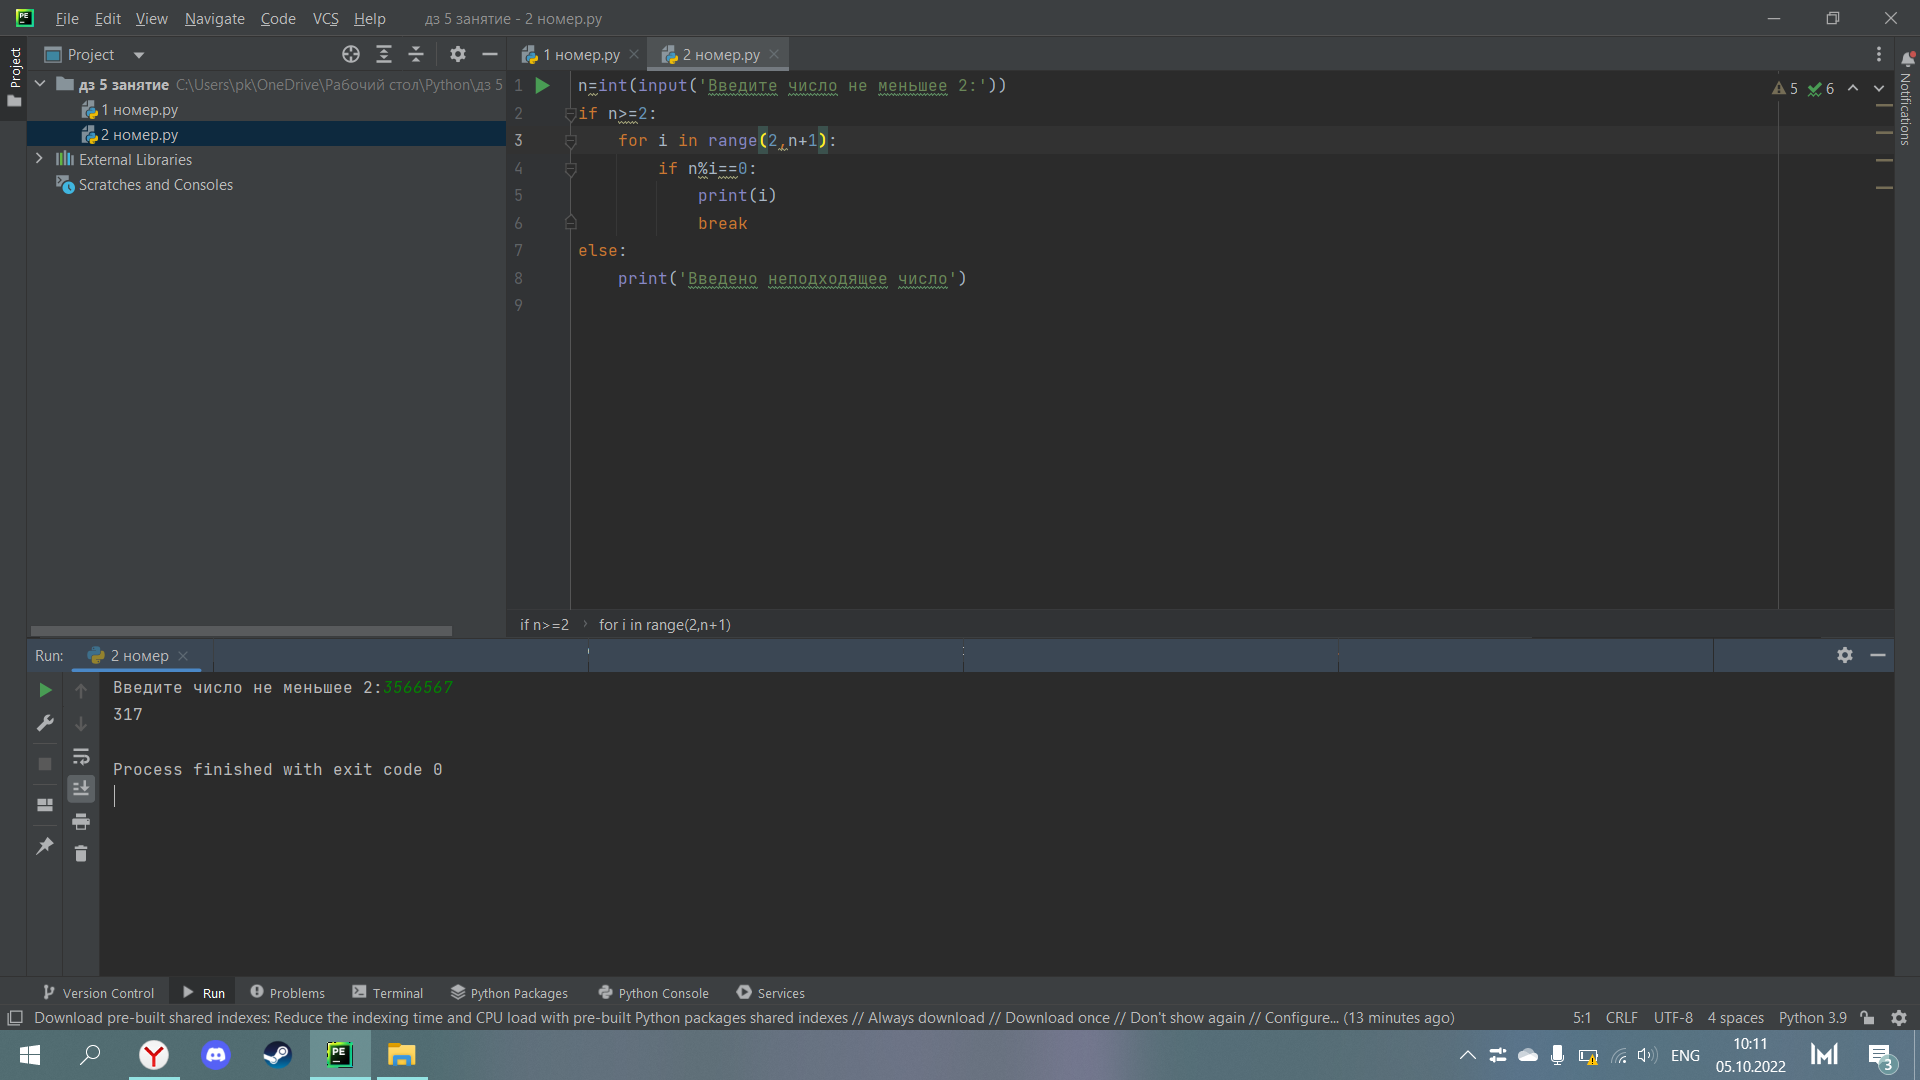 File Edit View Navigate Code VCS Help дз 5 занятие - 2 номер.py
Project
дз 5 занятие C:\Users\pk\OneDrive\Рабочий стол\Python\дз 5
1 номер.py
2 номер.py
External Libraries
Scratches and Consoles
Project
1 номер.py
2 номер.py
1 n=int(input('Введите число не меньшее 2:'))
2 if n>=2:
3 for i in range(2,n+1):
4 if n%i==0:
5 print(i)
6 break
7 else:
8 print('Введено неподходящее число')
9
5 6
Notifications
if n>=2 › for i in range(2,n+1)
Run: 2 номер
Введите число не меньшее 2:3566567
317
Process finished with exit code 0
Version Control Run Problems Terminal Python Packages Python Console Services
Download pre-built shared indexes: Reduce the indexing time and CPU load with pre-built Python packages shared indexes // Always download // Download once // Don't show again // Configure... (13 minutes ago) 5:1 CRLF UTF-8 4 spaces Python 3.9
ENG
10:11
05.10.2022
3